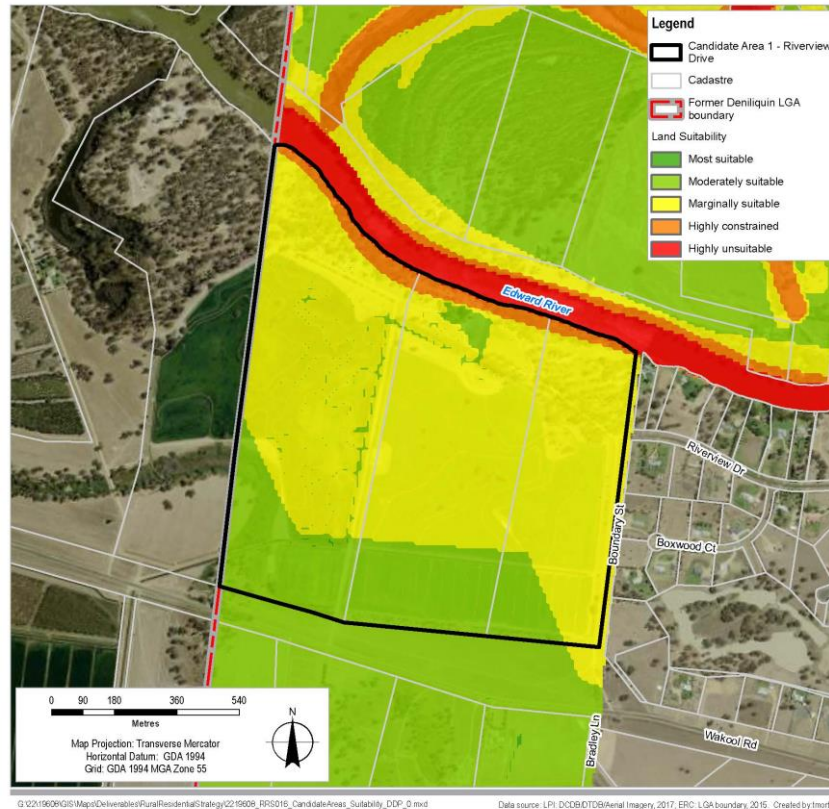 Legend
Candidate Area 1 - Riverview
Drive
Cadastre
Former Deniliquin LGA
boundary
Land Suitability
Most suitable
Moderately suitable
Marginally suitable
Highly constrained
Highly unsuitable
Edward River
Riverview Dr
Boundary St
Boxwood Ct
Bradley Ln
Wakool Rd
0 90 180 360 540
Metres
Map Projection: Transverse Mercator
Horizontal Datum: GDA 1994
Grid: GDA 1994 MGA Zone 55
N
Data source: LPI: DCDB/DTDB/Aerial Imagery, 2017; ERC: LGA boundary, 2015. Created by: